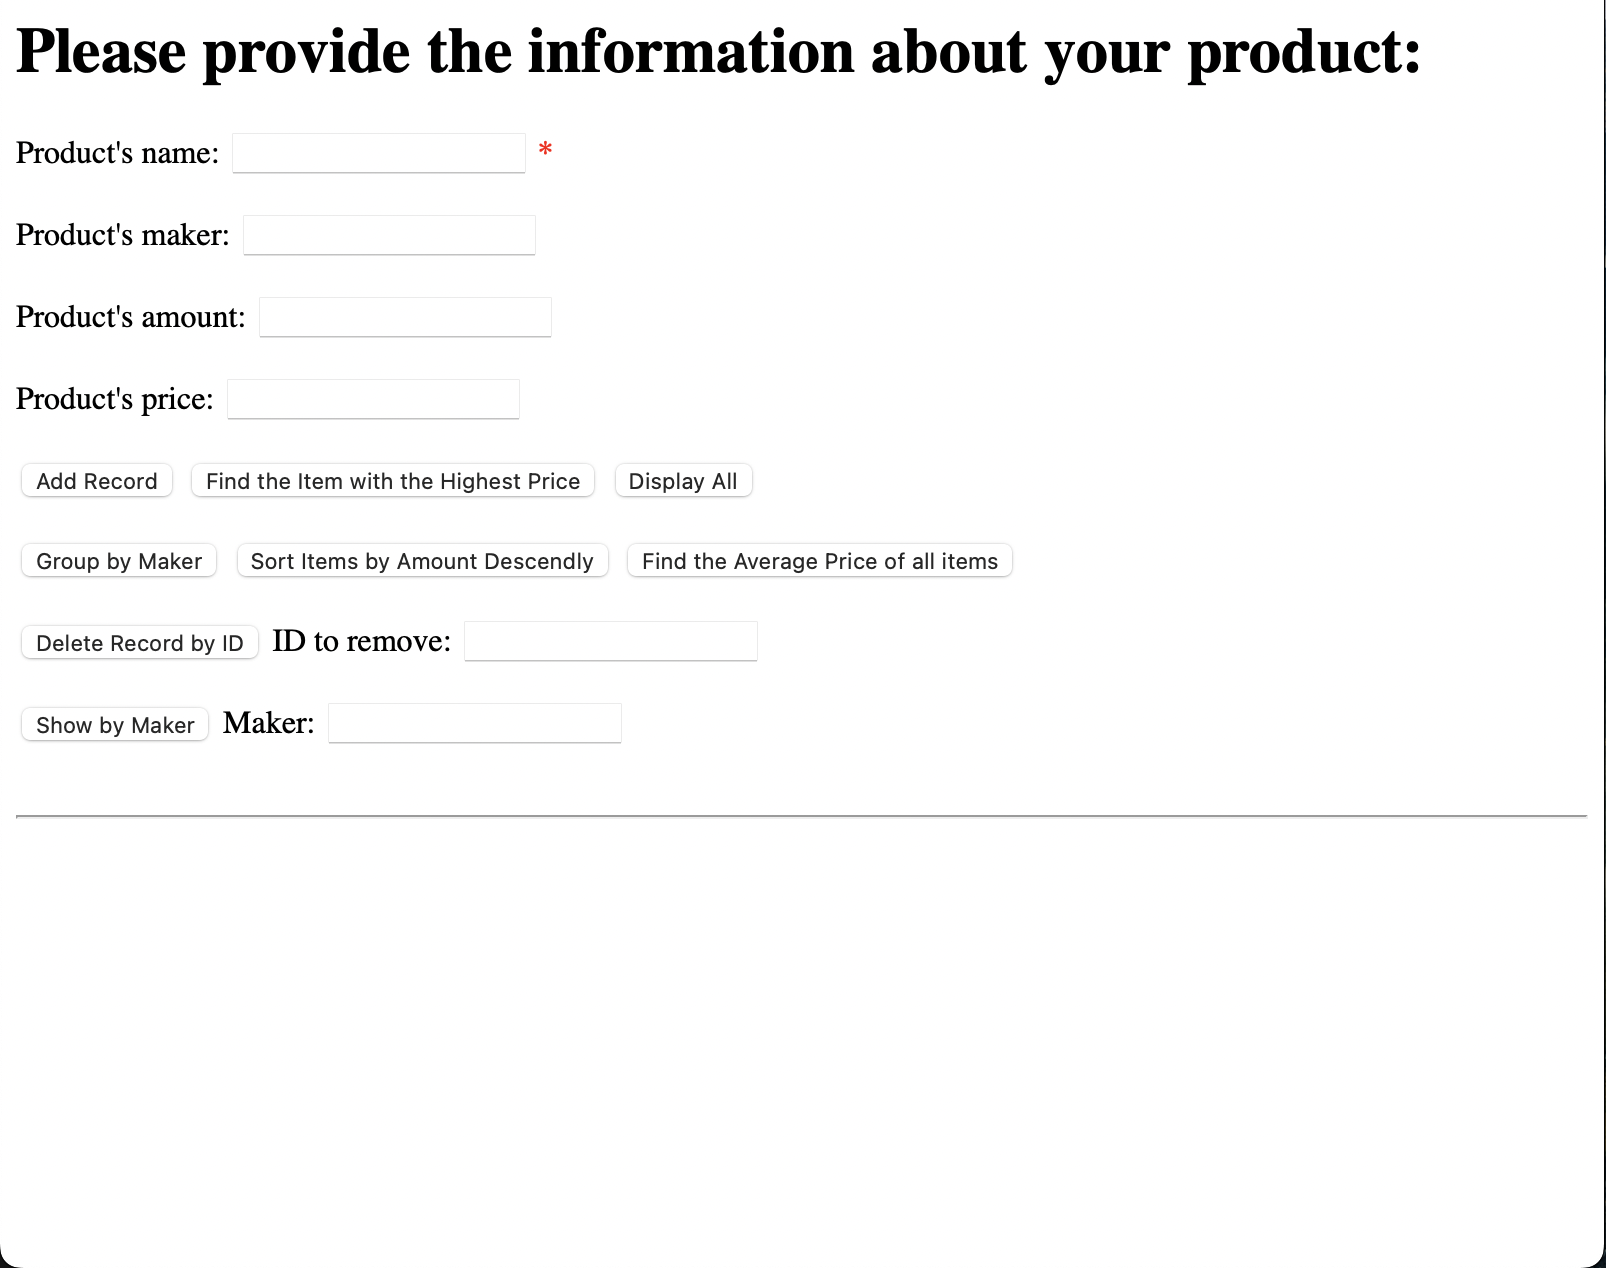 Please provide the information about your product:
Product's name: *
Product's maker:
Product's amount:
Product's price:
Add Record Find the Item with the Highest Price Display All
Group by Maker Sort Items by Amount Descendly Find the Average Price of all items
Delete Record by ID ID to remove:
Show by Maker Maker: